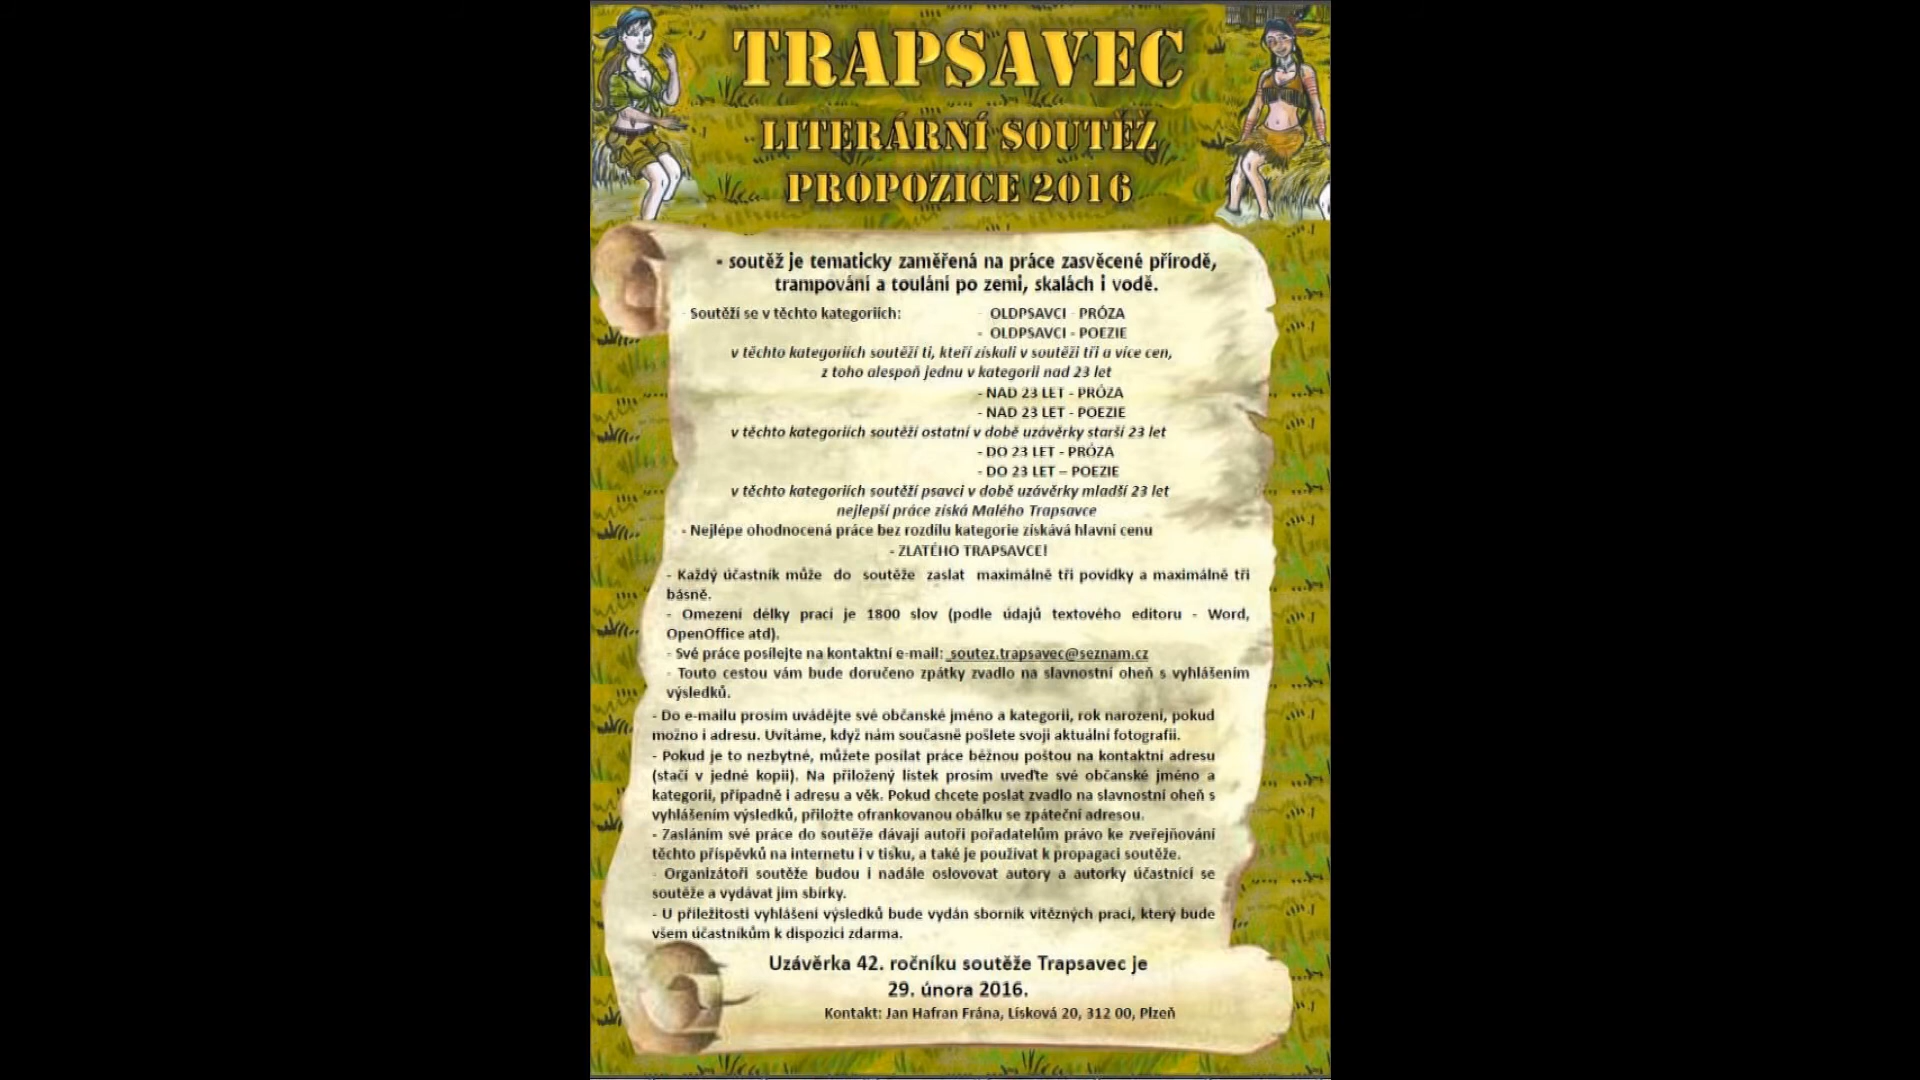 TRAPSAVEC
LITERÁRNÍ SOUTĚŽ
PROPOZICE 2016
- soutěž je tematicky zaměřená na práce zasvěcené přírodě,
trampování a toulání po zemi, skalách i vodě.
- Soutěží se v těchto kategoriích: - OLDPSAVCI - PRÓZA
- OLDPSAVCI - POEZIE
v těchto kategoriích soutěží ti, kteří získali v soutěži tři a více cen,
z toho alespoň jednu v kategorii nad 23 let
- NAD 23 LET - PRÓZA
- NAD 23 LET - POEZIE
v těchto kategoriích soutěží ostatní v době uzávěrky starší 23 let
- DO 23 LET - PRÓZA
- DO 23 LET – POEZIE
v těchto kategoriích soutěží psavci v době uzávěrky mladší 23 let
nejlepší práce získá Malého Trapsavce
- Nejlépe ohodnocená práce bez rozdílu kategorie získává hlavní cenu
- ZLATÉHO TRAPSAVCE!
- Každý účastník může do soutěže zaslat maximálně tři povídky a maximálně tři
básně.
- Omezení délky prací je 1800 slov (podle údajů textového editoru - Word,
OpenOffice atd).
- Své práce posílejte na kontaktní e-mail: soutez.trapsavec@seznam.cz
- Touto cestou vám bude doručeno zpátky zvadlo na slavnostní oheň s vyhlášením
výsledků.
- Do e-mailu prosím uvádějte své občanské jméno a kategorii, rok narození, pokud
možno i adresu. Uvítáme, když nám současně pošlete svoji aktuální fotografii.
- Pokud je to nezbytné, můžete posílat práce běžnou poštou na kontaktní adresu
(stačí v jedné kopii). Na přiložený lístek prosím uveďte své občanské jméno a
kategorii, případně i adresu a věk. Pokud chcete poslat zvadlo na slavnostní oheň s
vyhlášením výsledků, přiložte ofrankovanou obálku se zpáteční adresou.
- Zasláním své práce do soutěže dávají autoři pořadatelům právo ke zveřejňování
těchto příspěvků na internetu i v tisku, a také je používat k propagaci soutěže.
- Organizátoři soutěže budou i nadále oslovovat autory a autorky účastnící se
soutěže a vydávat jim sbírky.
- U příležitosti vyhlášení výsledků bude vydán sborník vítězných prací, který bude
všem účastníkům k dispozici zdarma.
Uzávěrka 42. ročníku soutěže Trapsavec je
29. února 2016.
Kontakt: Jan Hafran Frána, Lísková 20, 312 00, Plzeň